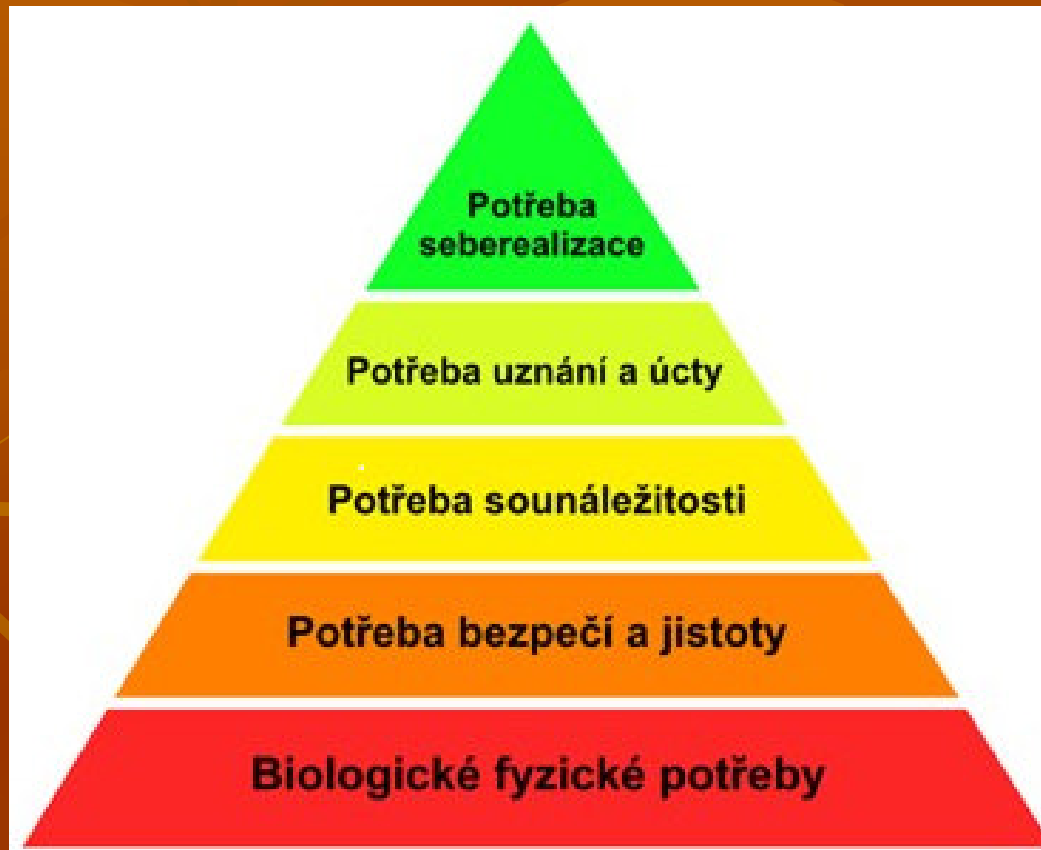 Potřeba
seberealizace
Potřeba uznání a úcty
Potřeba sounáležitosti
Potřeba bezpečí a jistoty
Biologické fyzické potřeby